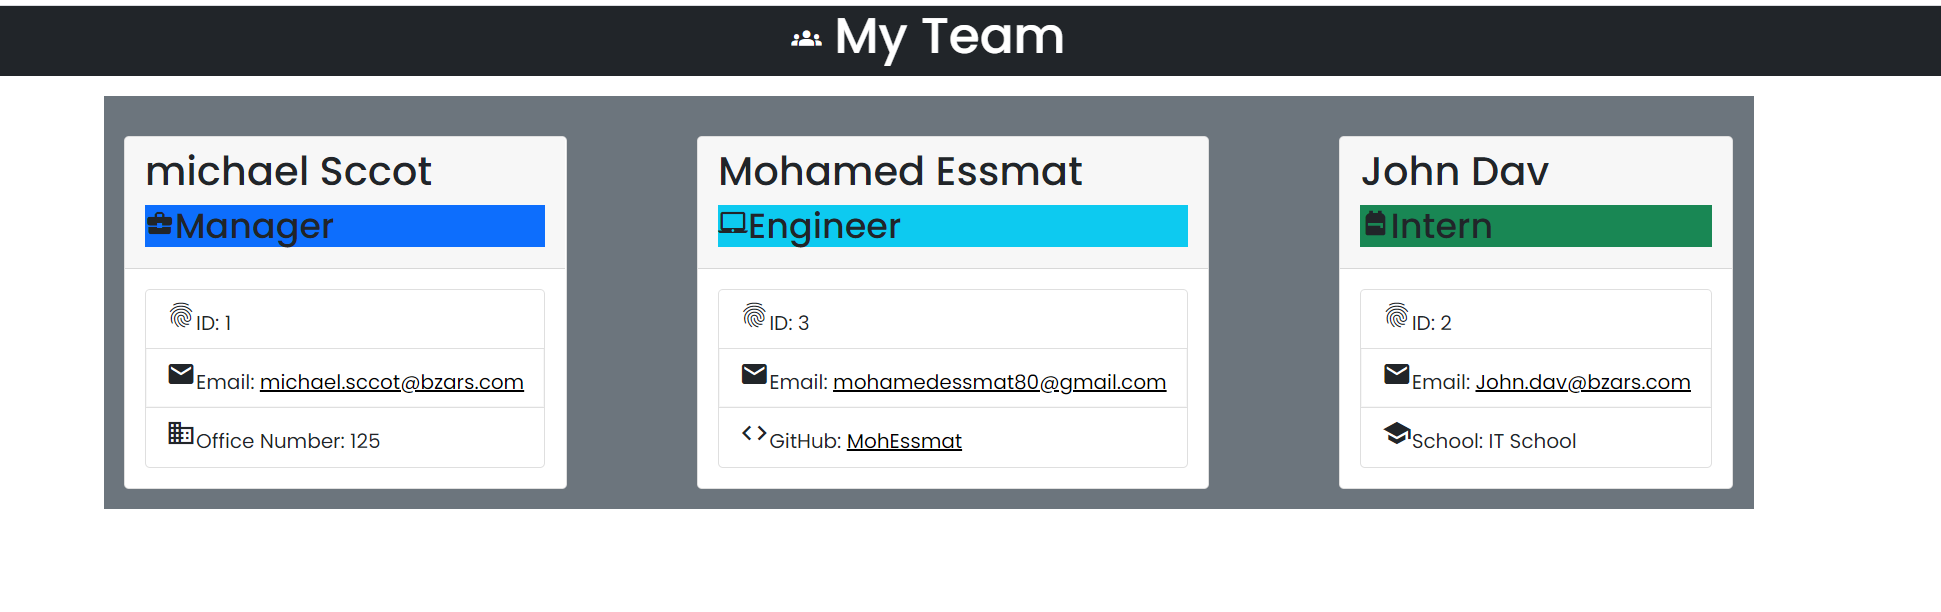 My Team
michael Sccot
Manager
ID: 1
Email: michael.sccot@bzars.com
Office Number: 125
Mohamed Essmat
Engineer
ID: 3
Email: mohamedessmat80@gmail.com
GitHub: MohEssmat
John Dav
Intern
ID: 2
Email: John.dav@bzars.com
School: IT School